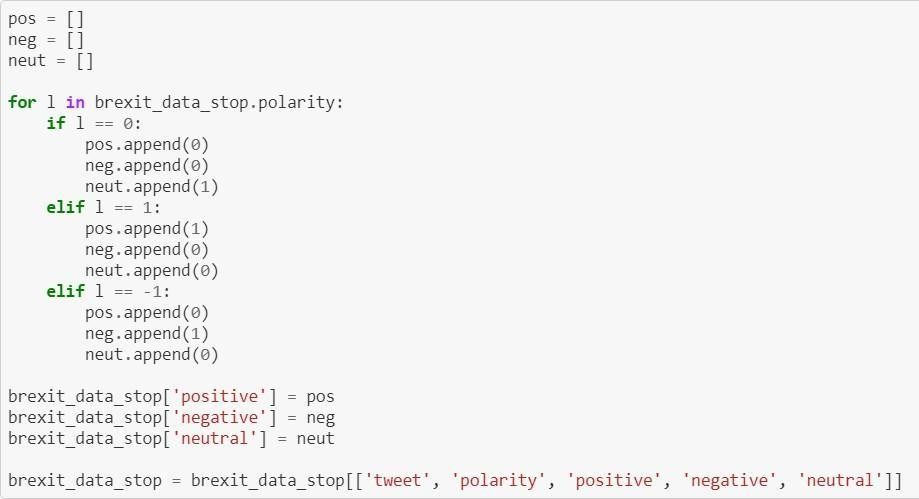 pos = []
neg = []
neut = []
for l in brexit_data_stop.polarity:
    if l == 0:
        pos.append(0)
        neg.append(0)
        neut.append(1)
    elif l == 1:
        pos.append(1)
        neg.append(0)
        neut.append(0)
    elif l == -1:
        pos.append(0)
        neg.append(1)
        neut.append(0)
brexit_data_stop['positive'] = pos
brexit_data_stop['negative'] = neg
brexit_data_stop['neutral'] = neut
brexit_data_stop = brexit_data_stop[['tweet', 'polarity', 'positive', 'negative', 'neutral']]